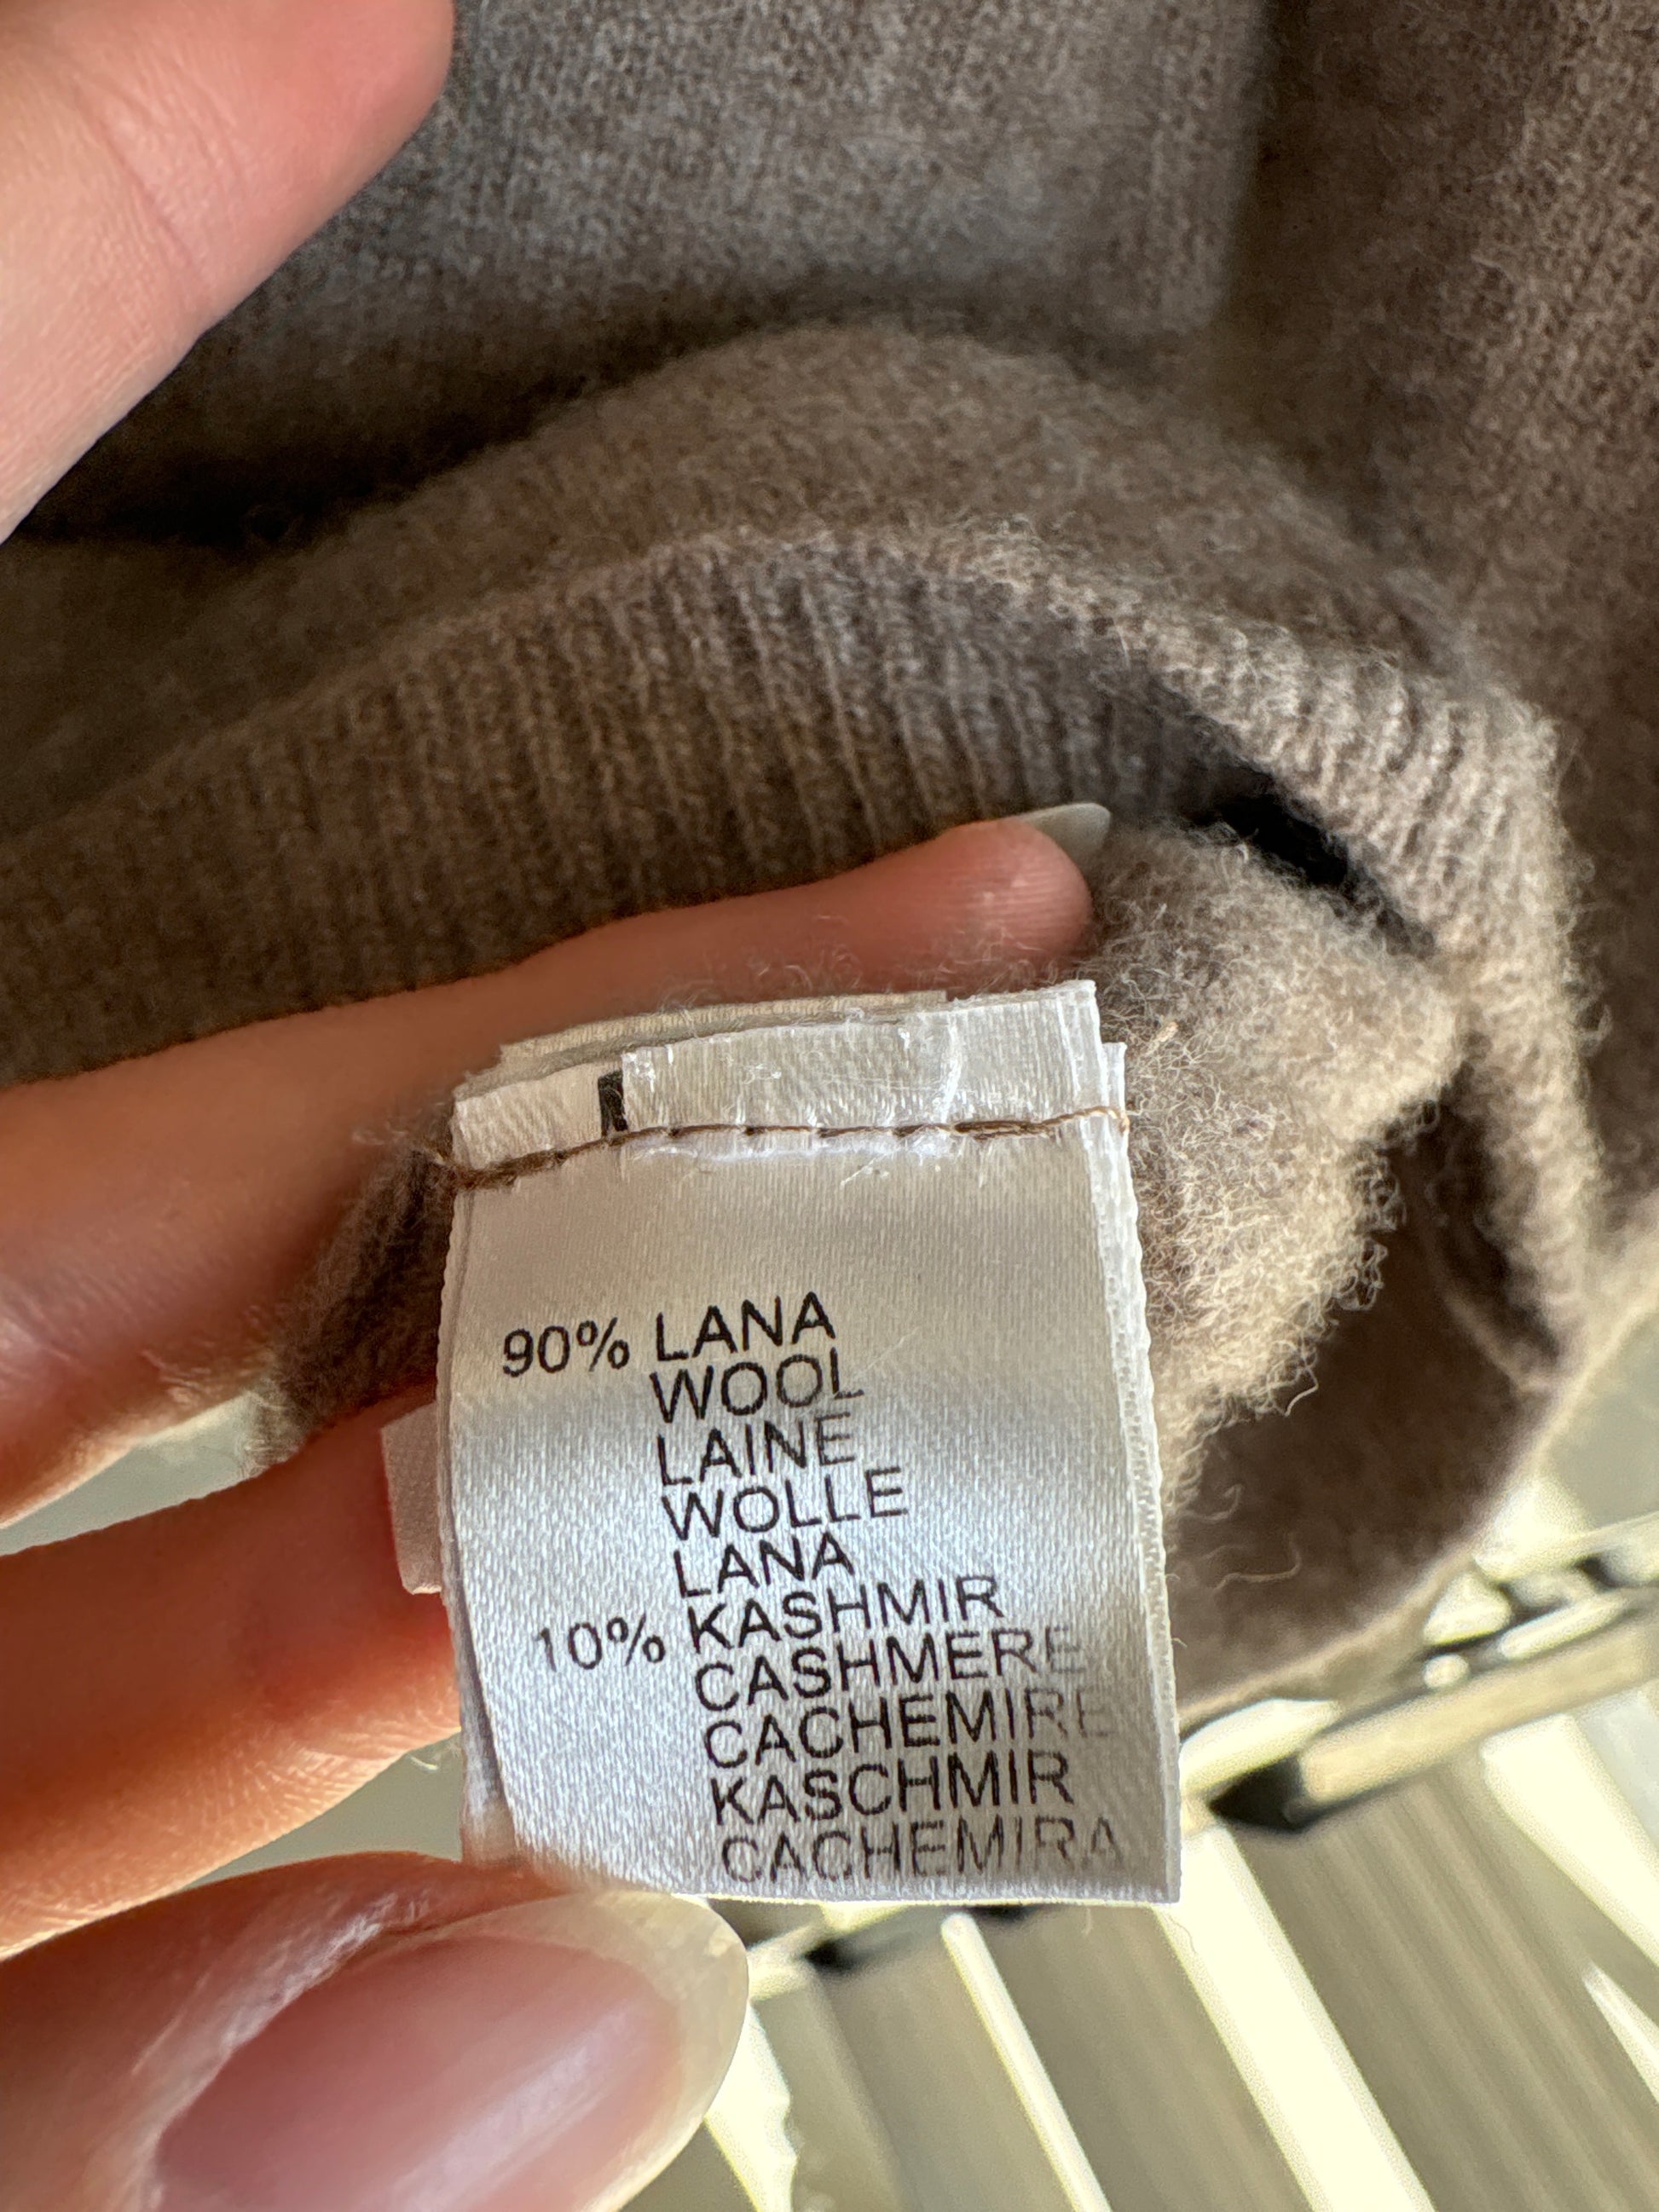 90% LANA
WOOL
LAINE
WOLLE
LANA
10% KASHMIR
CASHMERE
CACHEMIRE
KASCHMIR
CACHEMIRA